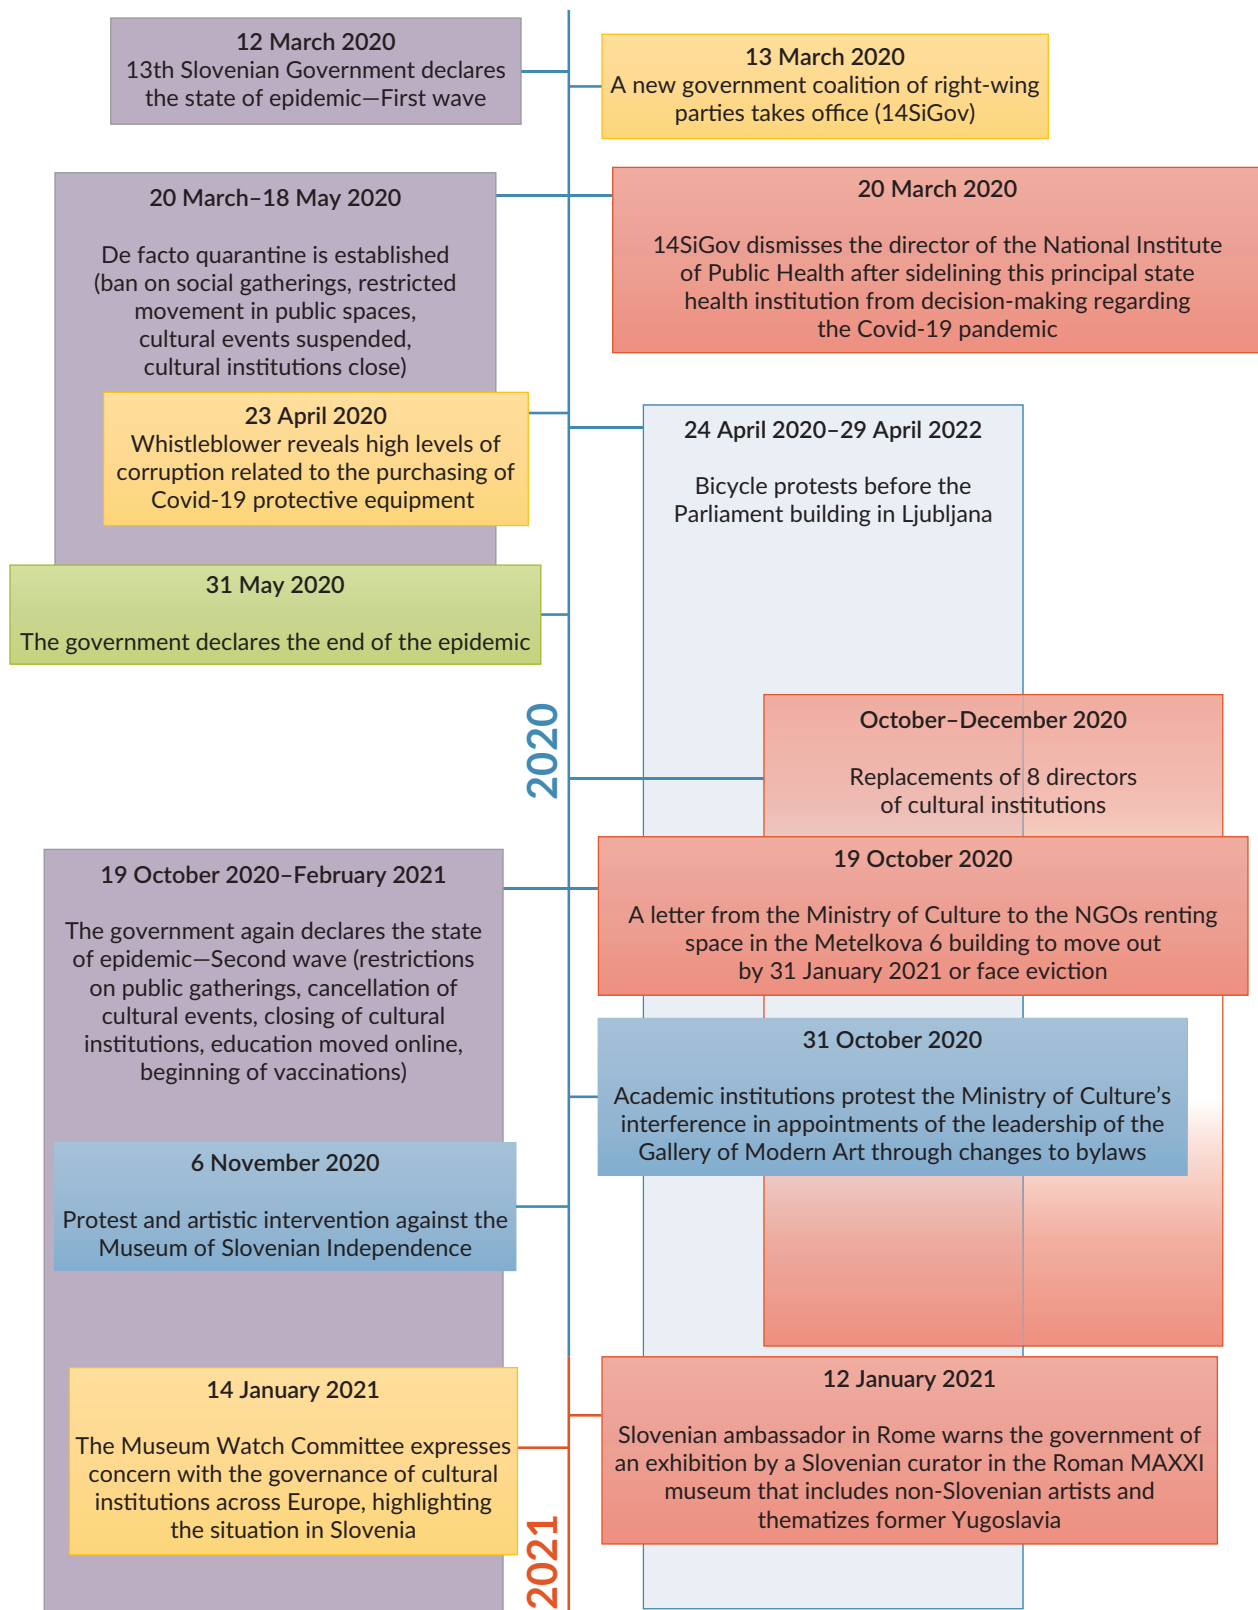 12 March 2020
13th Slovenian Government declares
the state of epidemic—First wave
13 March 2020
A new government coalition of right-wing
parties takes office (14SiGov)
20 March–18 May 2020
De facto quarantine is established
(ban on social gatherings, restricted
movement in public spaces,
cultural events suspended,
cultural institutions close)
20 March 2020
14SiGov dismisses the director of the National Institute
of Public Health after sidelining this principal state
health institution from decision-making regarding
the Covid-19 pandemic
23 April 2020
Whistleblower reveals high levels of
corruption related to the purchasing of
Covid-19 protective equipment
24 April 2020–29 April 2022
Bicycle protests before the
Parliament building in Ljubljana
31 May 2020
The government declares the end of the epidemic
2020
October–December 2020
Replacements of 8 directors
of cultural institutions
19 October 2020–February 2021
The government again declares the state
of epidemic—Second wave (restrictions
on public gatherings, cancellation of
cultural events, closing of cultural
institutions, education moved online,
beginning of vaccinations)
19 October 2020
A letter from the Ministry of Culture to the NGOs renting
space in the Metelkova 6 building to move out
by 31 January 2021 or face eviction
31 October 2020
Academic institutions protest the Ministry of Culture’s
interference in appointments of the leadership of the
Gallery of Modern Art through changes to bylaws
6 November 2020
Protest and artistic intervention against the
Museum of Slovenian Independence
12 January 2021
Slovenian ambassador in Rome warns the government of
an exhibition by a Slovenian curator in the Roman MAXXI
museum that includes non-Slovenian artists and
thematizes former Yugoslavia
14 January 2021
The Museum Watch Committee expresses
concern with the governance of cultural
institutions across Europe, highlighting
the situation in Slovenia
2021